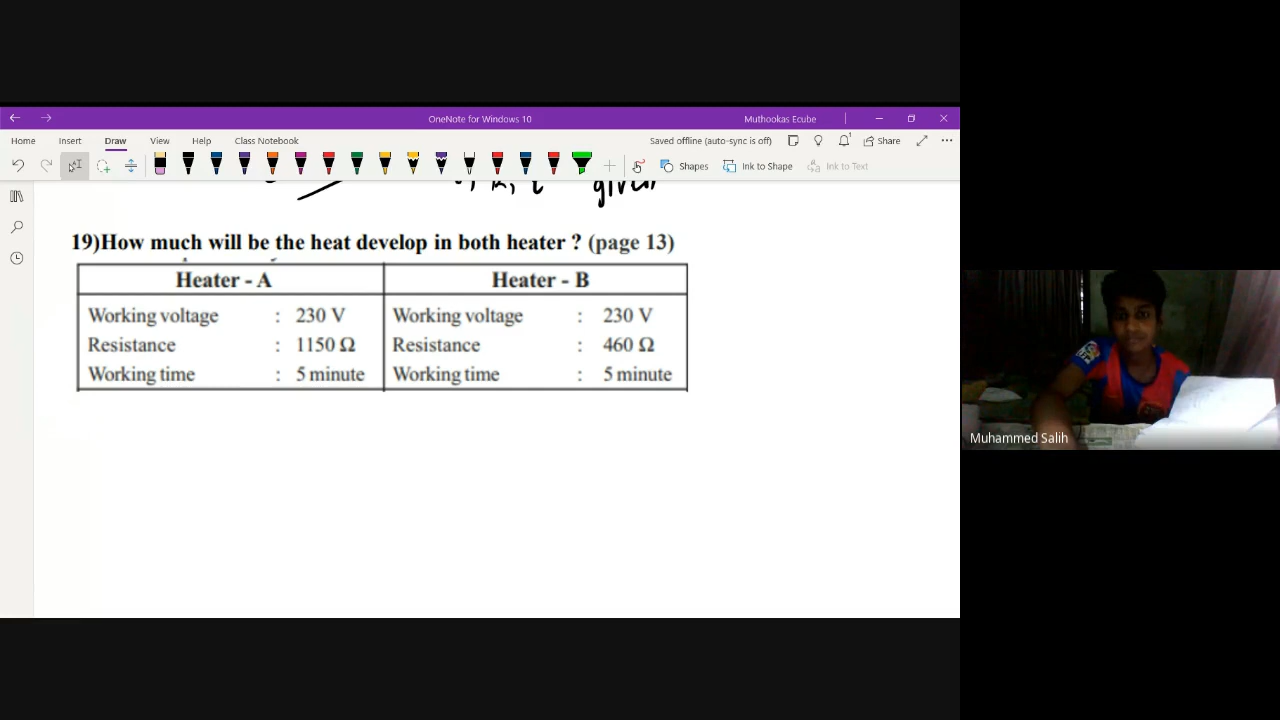 OneNote for Windows 10
Muthookas Ecube
Home Insert Draw View Help Class Notebook
Saved offline (auto-sync is off)
Share
Shapes
Ink to Shape
Ink to Text
given
19)How much will be the heat develop in both heater ? (page 13)
Heater - A Heater - B
Working voltage : 230 V Working voltage : 230 V
Resistance : 1150 Ω Resistance : 460 Ω
Working time : 5 minute Working time : 5 minute
Muhammed Salih